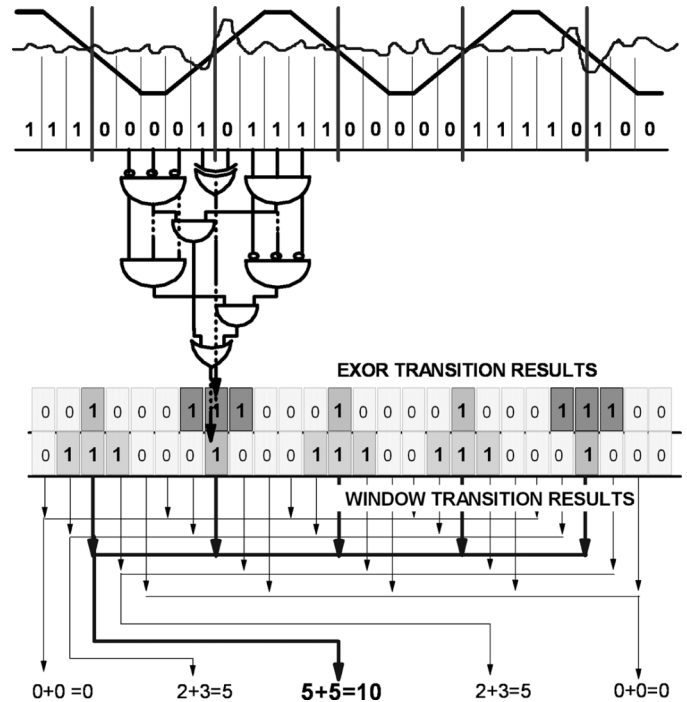 1 1 1 0 0 0 0 1 0 1 1 1 1 0 0 0 0 0 1 1 1 1 0 1 0 0
EXOR TRANSITION RESULTS
0 0 1 0 0 0 1 1 1 0 0 0 1 0 0 0 0 1 0 0 0 1 1 1 0 0
0 1 1 1 0 0 0 1 0 0 0 1 1 1 0 0 1 1 1 0 0 0 1 0 0 0
WINDOW TRANSITION RESULTS
0+0 =0 2+3=5 5+5=10 2+3=5 0+0=0